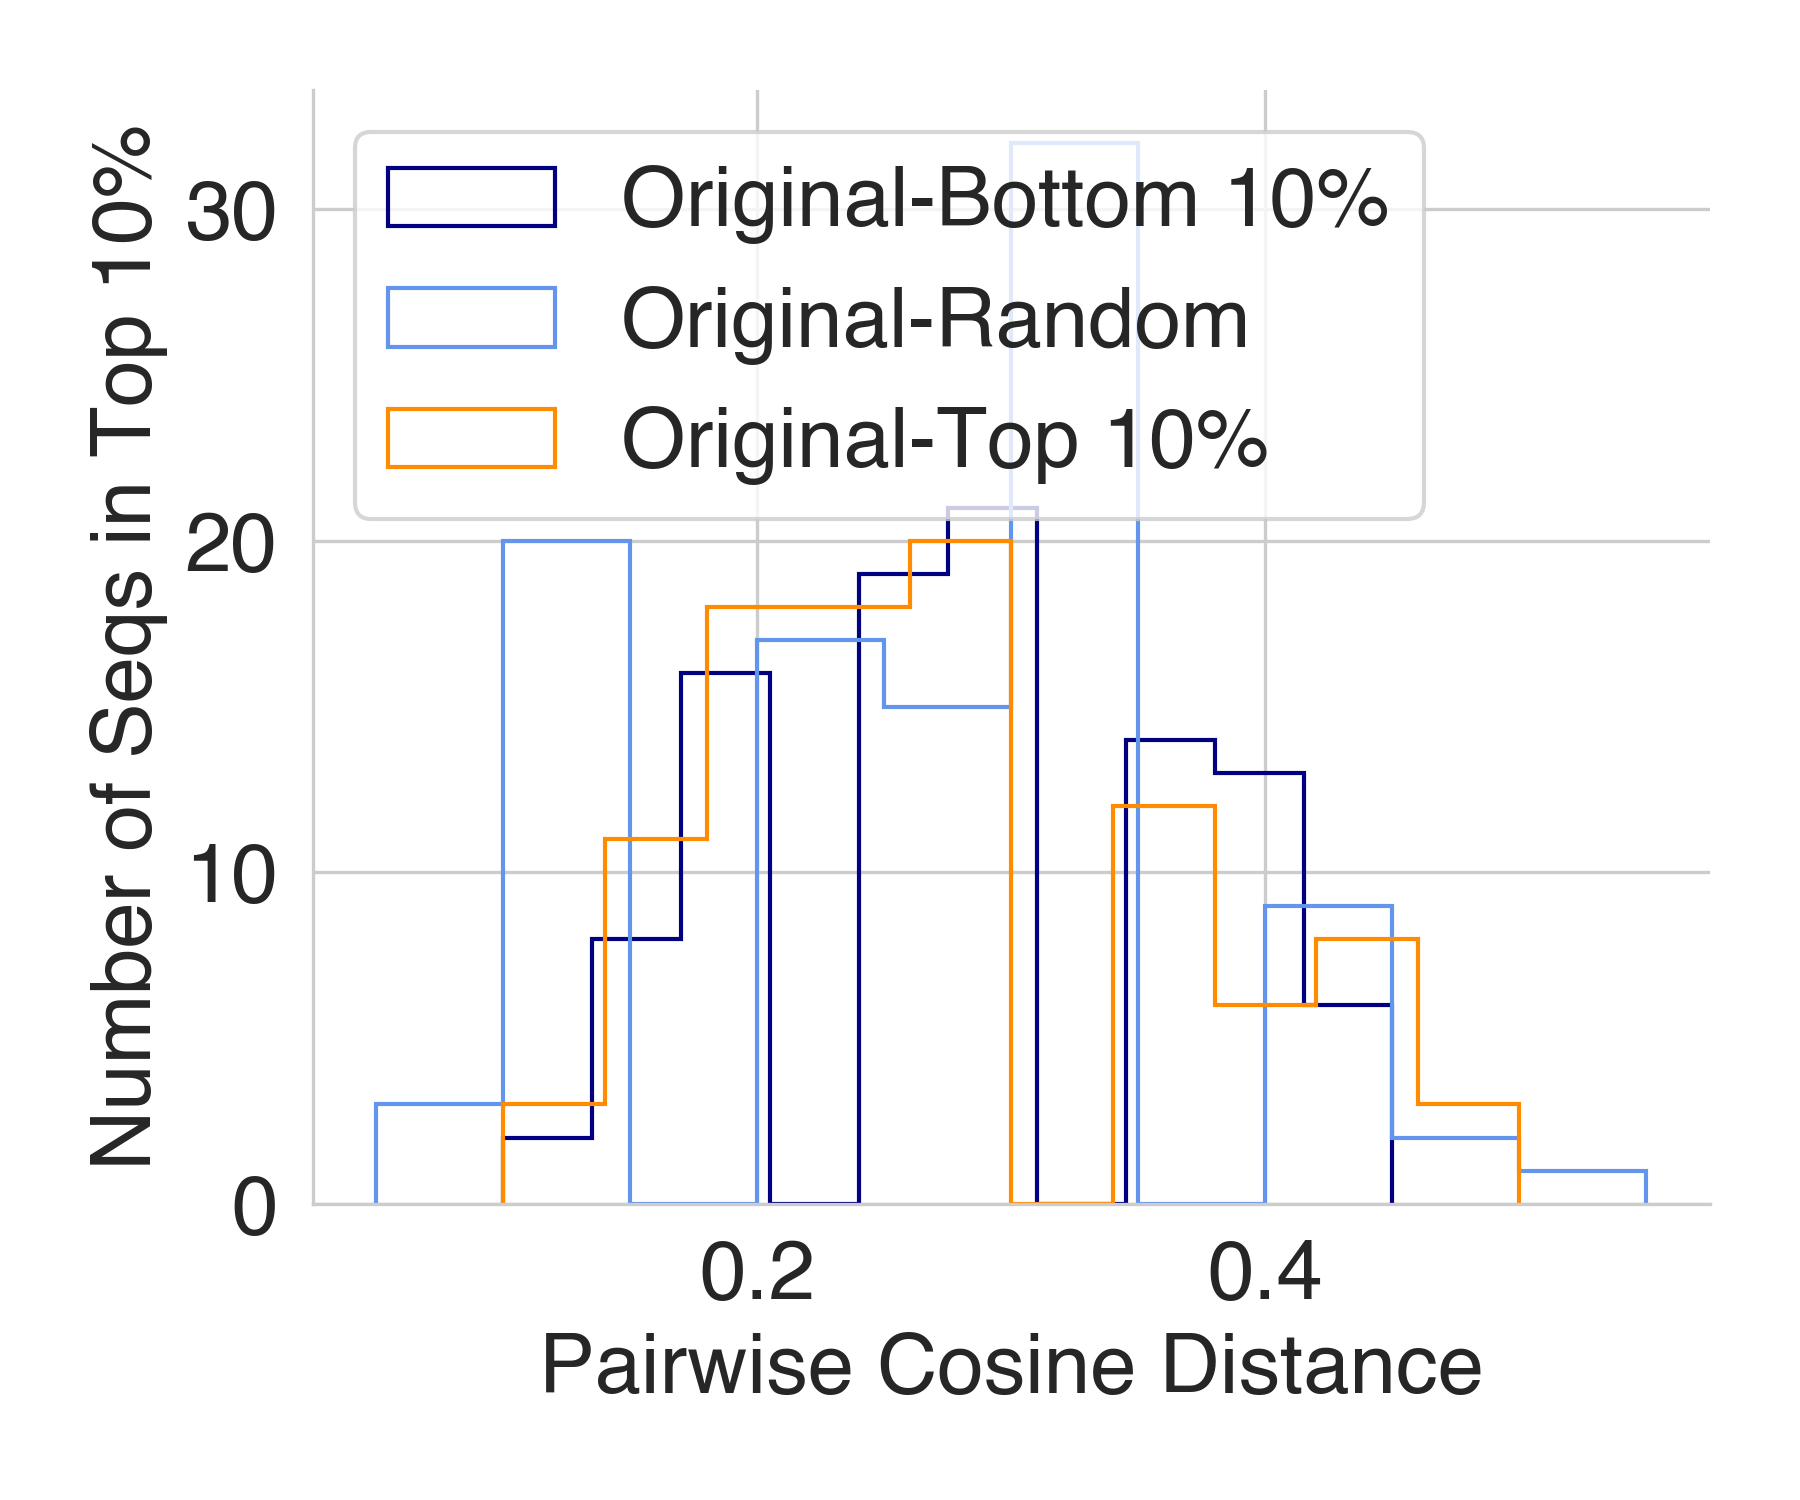 Number of Seqs in Top 10%
30
20
10
0
Original-Bottom 10%
Original-Random
Original-Top 10%
0.2
0.4
Pairwise Cosine Distance